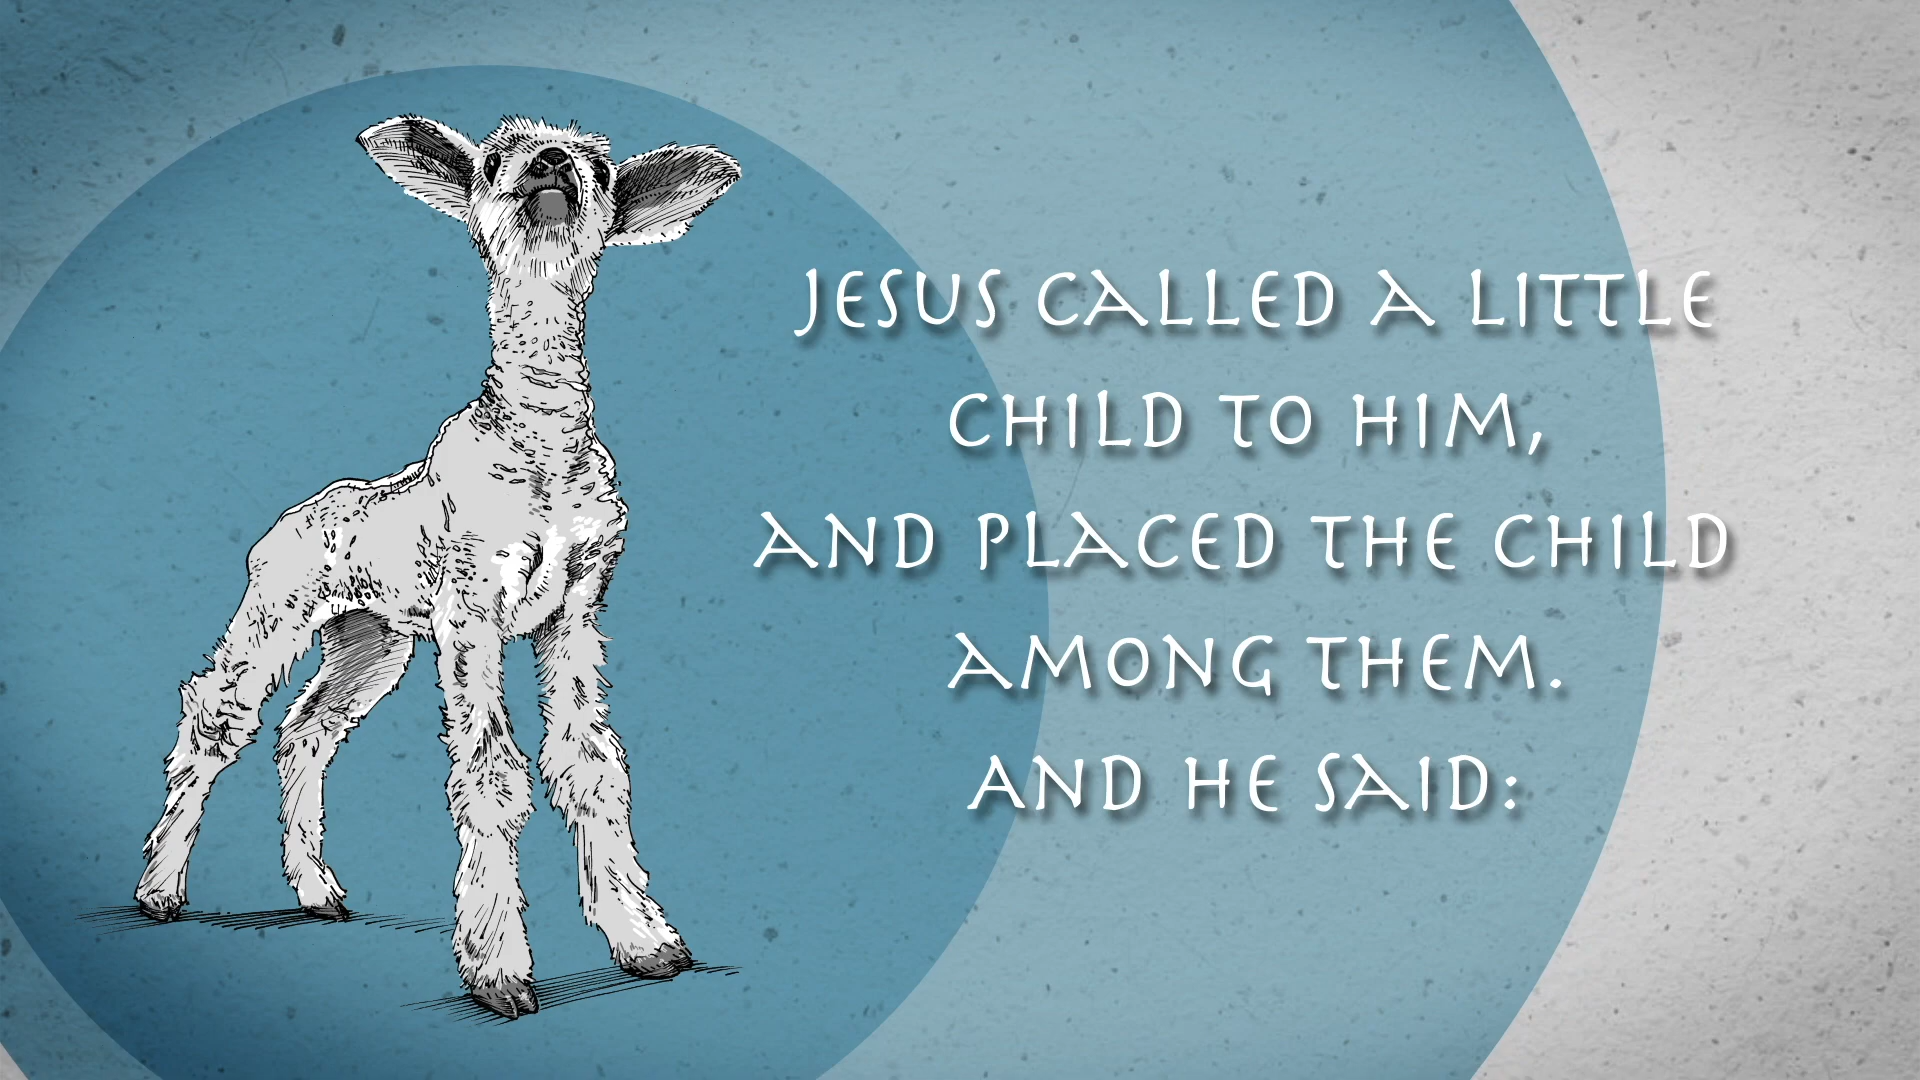 JESUS CALLED A LITTLE
CHILD TO HIM,
AND PLACED THE CHILD
AMONG THEM.
AND HE SAID: